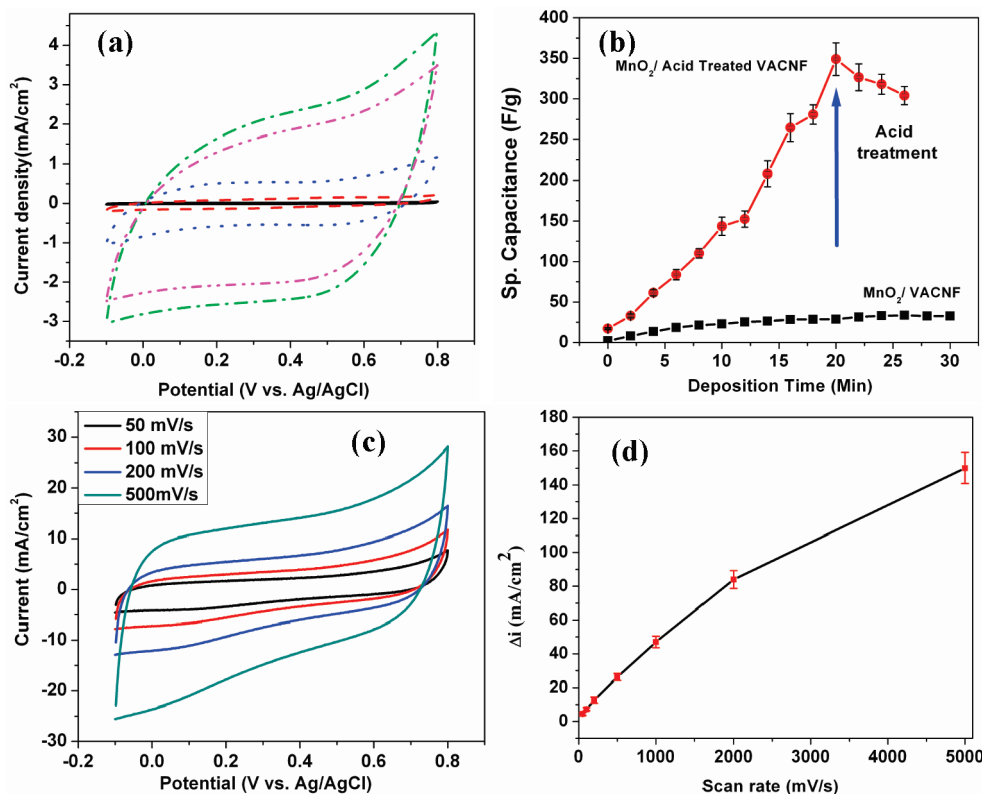 (a)
Current density(mA/cm²)
4
3
2
1
0
-1
-2
-3
-0.2 0.0 0.2 0.4 0.6 0.8
Potential (V vs. Ag/AgCl)
(b)
Sp. Capacitance (F/g)
400
350
300
250
200
150
100
50
0
MnO₂/ Acid Treated VACNF
Acid
treatment
MnO₂/ VACNF
0 5 10 15 20 25 30
Deposition Time (Min)
(c)
Current (mA/cm²)
30
20
10
0
-10
-20
-30
50 mV/s
100 mV/s
200 mV/s
500mV/s
0.0 0.2 0.4 0.6 0.8
Potential (V vs. Ag/AgCl)
(d)
Δi (mA/cm²)
180
160
140
120
100
80
60
40
20
0
0 1000 2000 3000 4000 5000
Scan rate (mV/s)